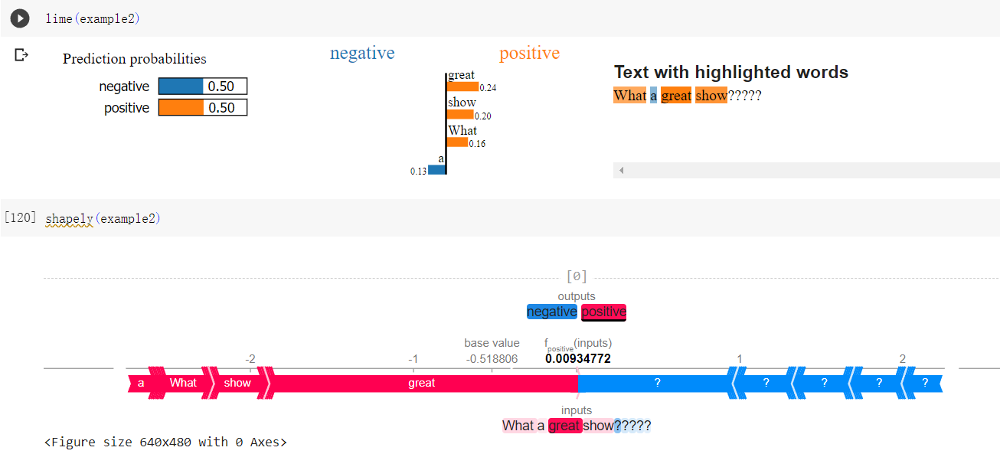 lime(example2)
Prediction probabilities
negative 0.50
positive 0.50
negative positive
great
0.24
show
0.20
What
0.16
a
0.13
Text with highlighted words
What a great show?????
[120] shapely(example2)
[0]
outputs
negative positive
base value f positive (inputs)
-0.518806 0.00934772
-2 -1 1 2
a What show great ? ? ? ? ?
inputs
What a great show?????
<Figure size 640x480 with 0 Axes>